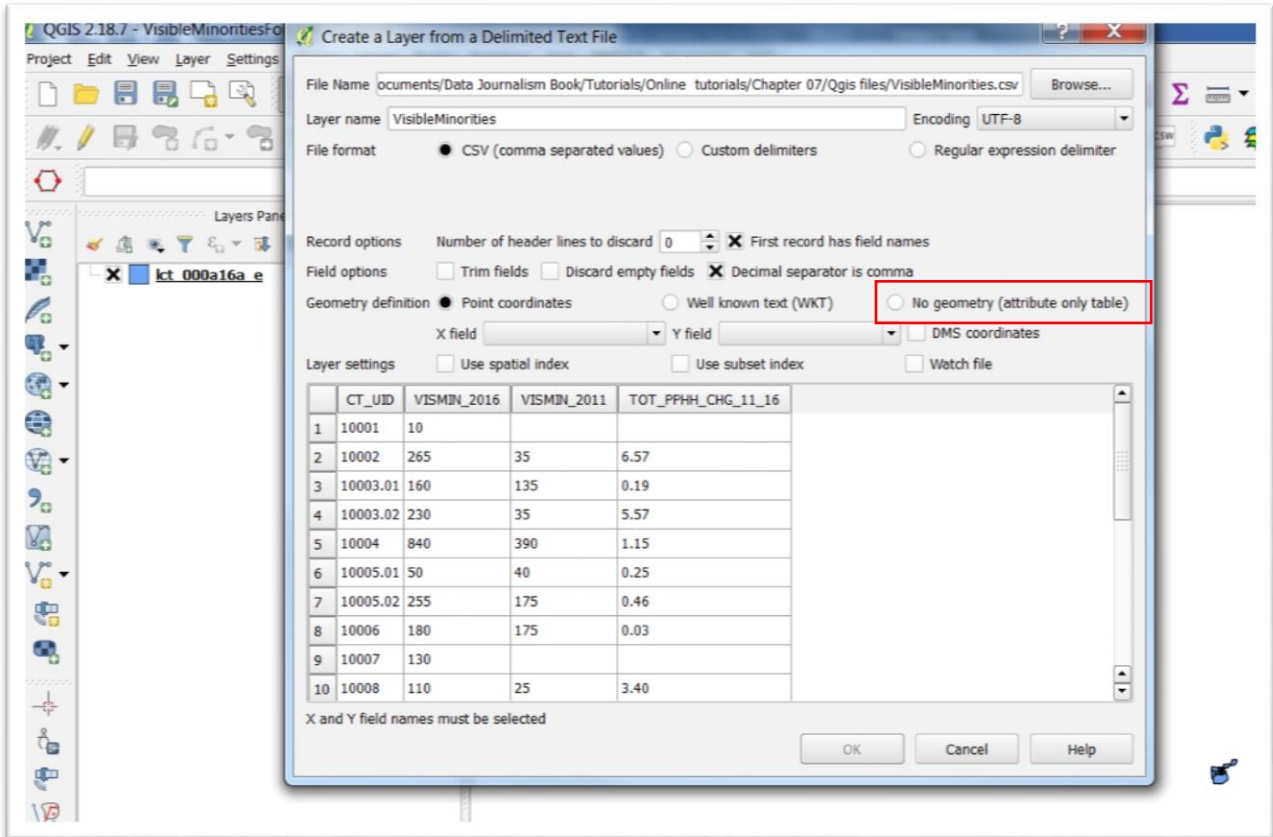 QGIS 2.18.7 - VisibleMinoritiesFo
Create a Layer from a Delimited Text File
Project Edit View Layer Settings
File Name ocuments/Data Journalism Book/Tutorials/Online tutorials/Chapter 07/Qgis files/VisibleMinorities.csv Browse...
Layer name VisibleMinorities Encoding UTF-8
File format CSV (comma separated values) Custom delimiters Regular expression delimiter
Layers Pane
Record options Number of header lines to discard 0 First record has field names
Field options Trim fields Discard empty fields Decimal separator is comma
kt_000a16a_e
Geometry definition Point coordinates Well known text (WKT) No geometry (attribute only table)
X field Y field DMS coordinates
Layer settings Use spatial index Use subset index Watch file
CT_UID VISMIN_2016 VISMIN_2011 TOT_PPHH_CHG_11_16
1 10001 10
2 10002 265 35 6.57
3 10003.01 160 135 0.19
4 10003.02 230 35 5.57
5 10004 840 390 1.15
6 10005.01 50 40 0.25
7 10005.02 255 175 0.46
8 10006 180 175 0.03
9 10007 130
10 10008 110 25 3.40
X and Y field names must be selected
OK Cancel Help